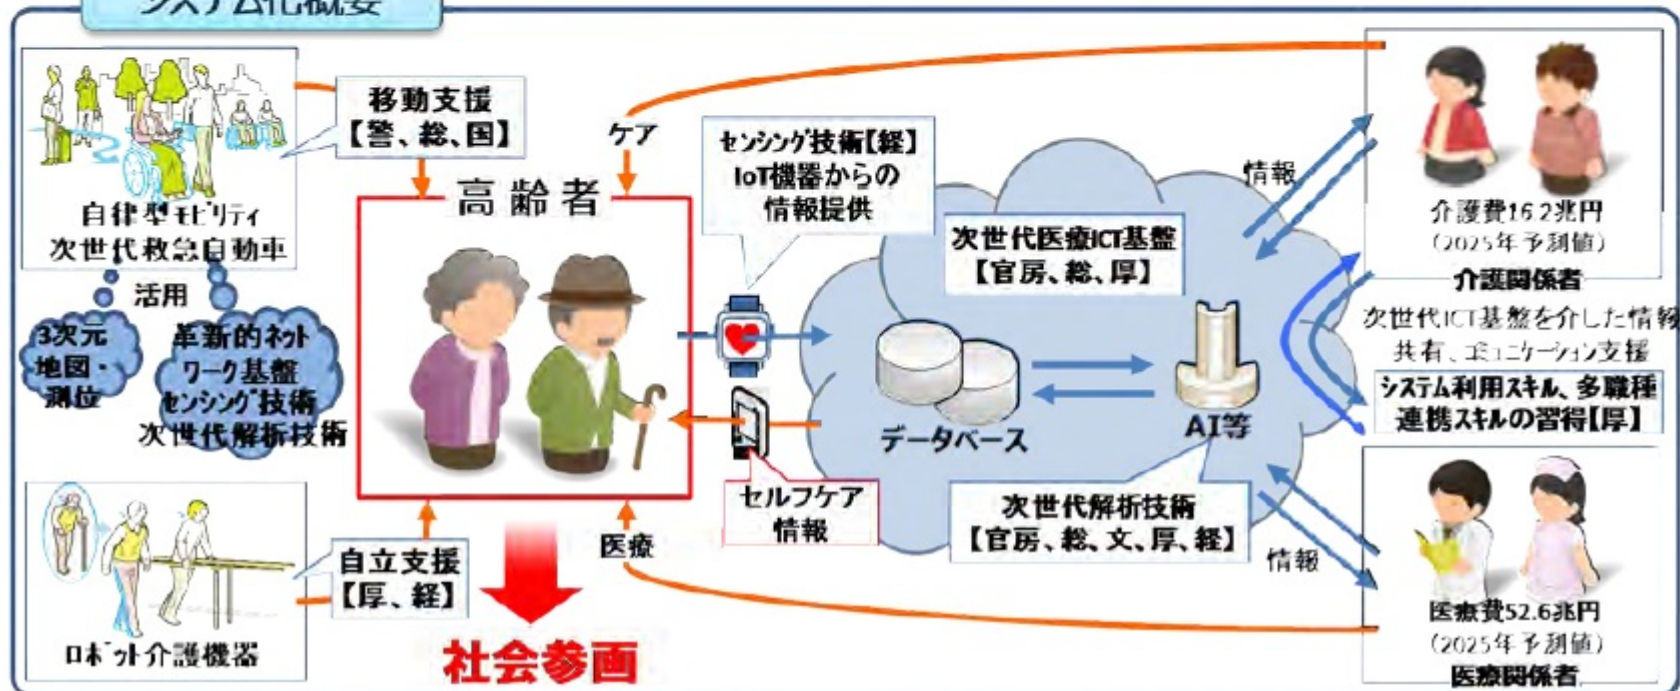 システム化概要
移動支援
【警、総、国】
自律型モビリティ
次世代救急自動車
活用
3次元
地図・
測位
革新的ネット
ワーク基盤
センシング技術
次世代解析技術
ロボット介護機器
自立支援
【厚、経】
ケア
高齢者
医療
社会参画
センシング技術【経】
IoT機器からの
情報提供
セルフケア
情報
次世代医療ICT基盤
【官房、総、厚】
データベース
AI等
次世代解析技術
【官房、総、文、厚、経】
情報
情報
介護費16.2兆円
(2025年予測値)
介護関係者
次世代ICT基盤を介した情報
共有、コミュニケーション支援
システム利用スキル、多職種
連携スキルの習得【厚】
医療費52.6兆円
(2025年予測値)
医療関係者